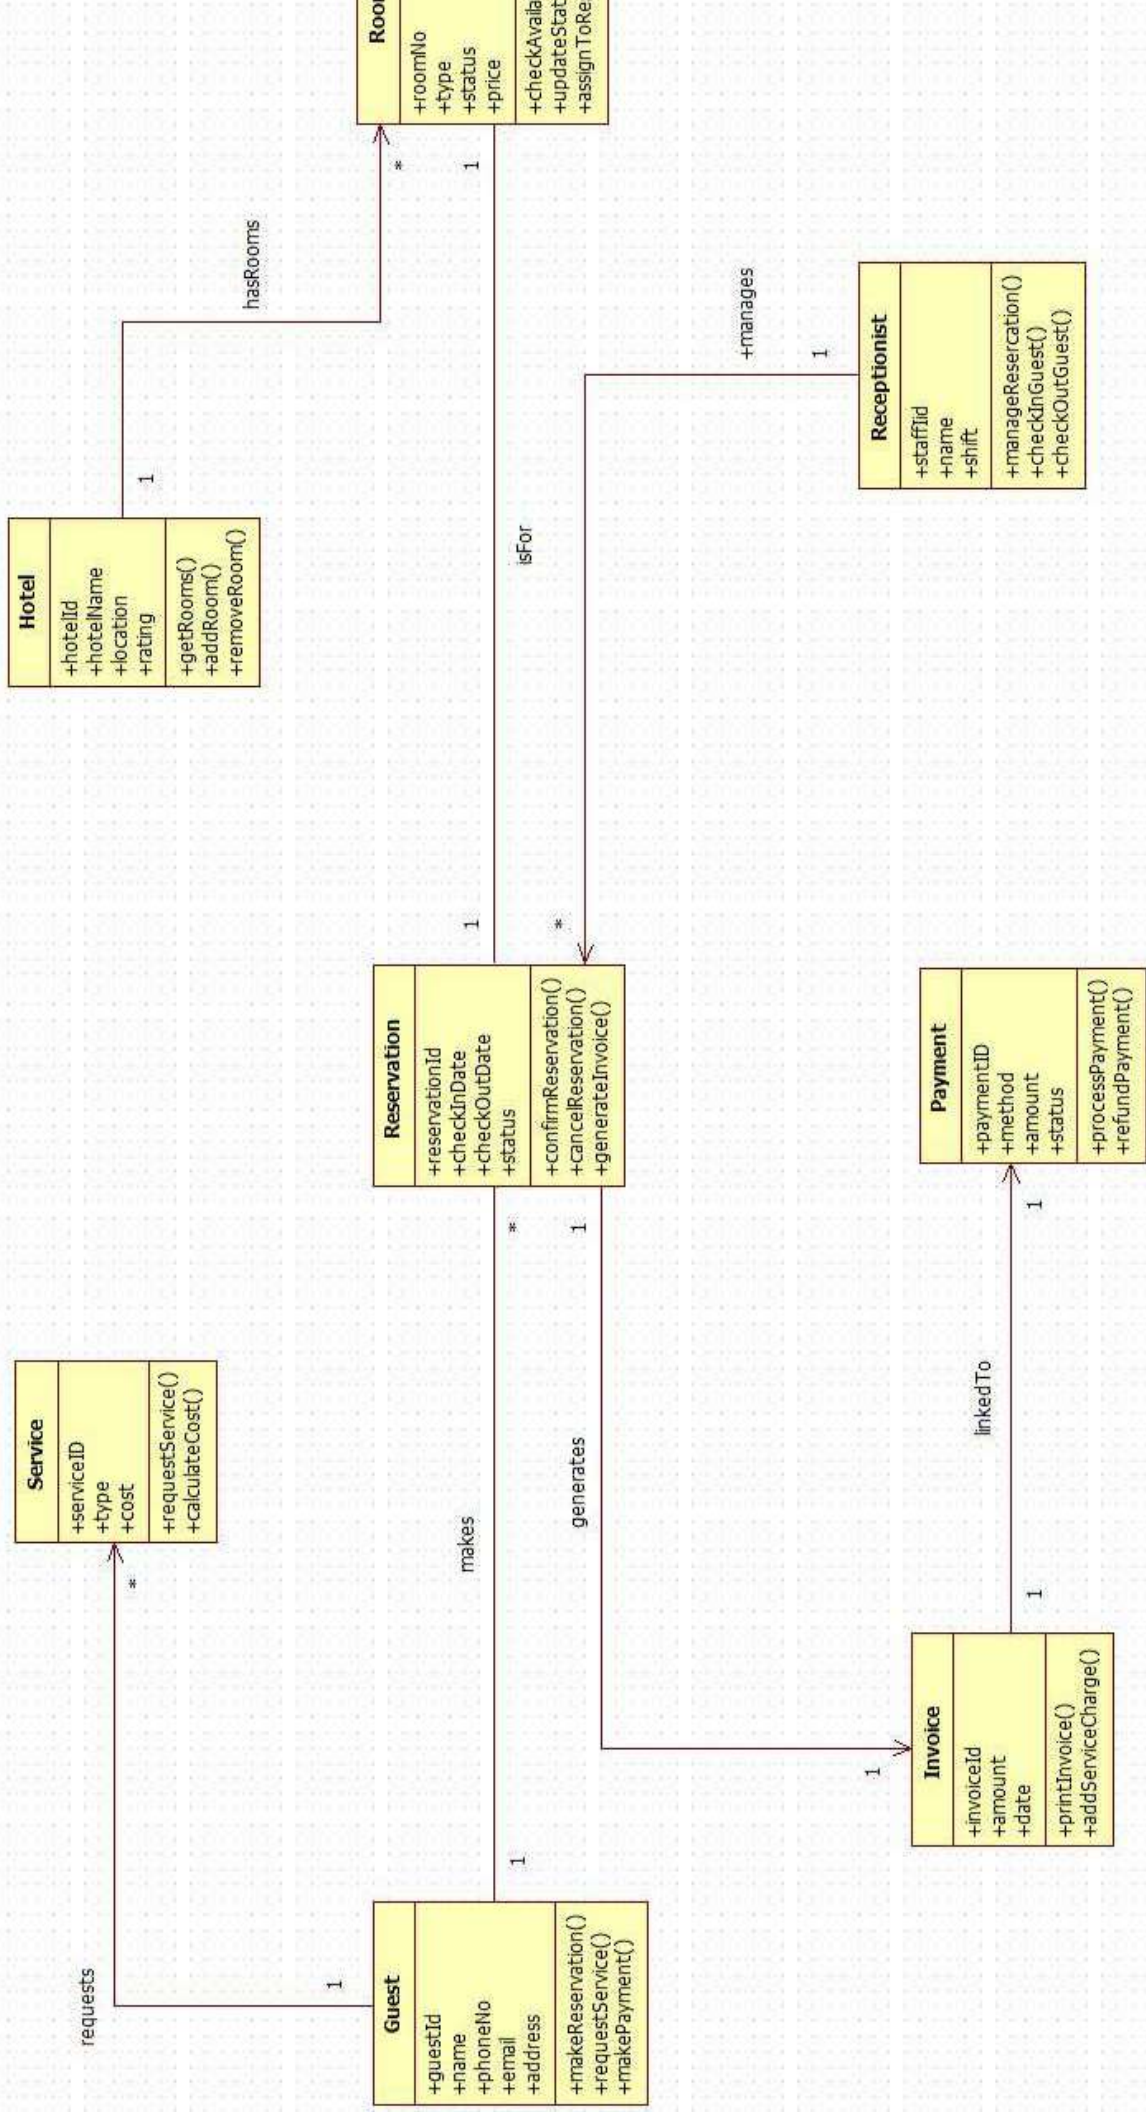 Hotel
+hotelId
+hotelName
+location
+rating
+getRooms()
+addRoom()
+removeRoom()
1
hasRooms
*
+roomNo
+type
+status
+price
1
isFor
1
Service
+serviceID
+type
+cost
+requestService()
+calculateCost()
*
requests
1
Guest
+guestId
+name
+phoneNo
+email
+address
+makeReservation()
+requestService()
+makePayment()
1
makes
*
Reservation
+reservationId
+checkInDate
+checkOutDate
+status
+confirmReservation()
+cancelReservation()
+generateInvoice()
*
1
generates
1
+manages
1
Receptionist
+staffIid
+name
+shift
+manageResercation()
+checkInGuest()
+checkOutGuest()
Invoice
+invoiceId
+amount
+date
+printInvoice()
+addServiceCharge()
1
linkedTo
1
Payment
+paymentID
+method
+amount
+status
+processPayment()
+refundPayment()